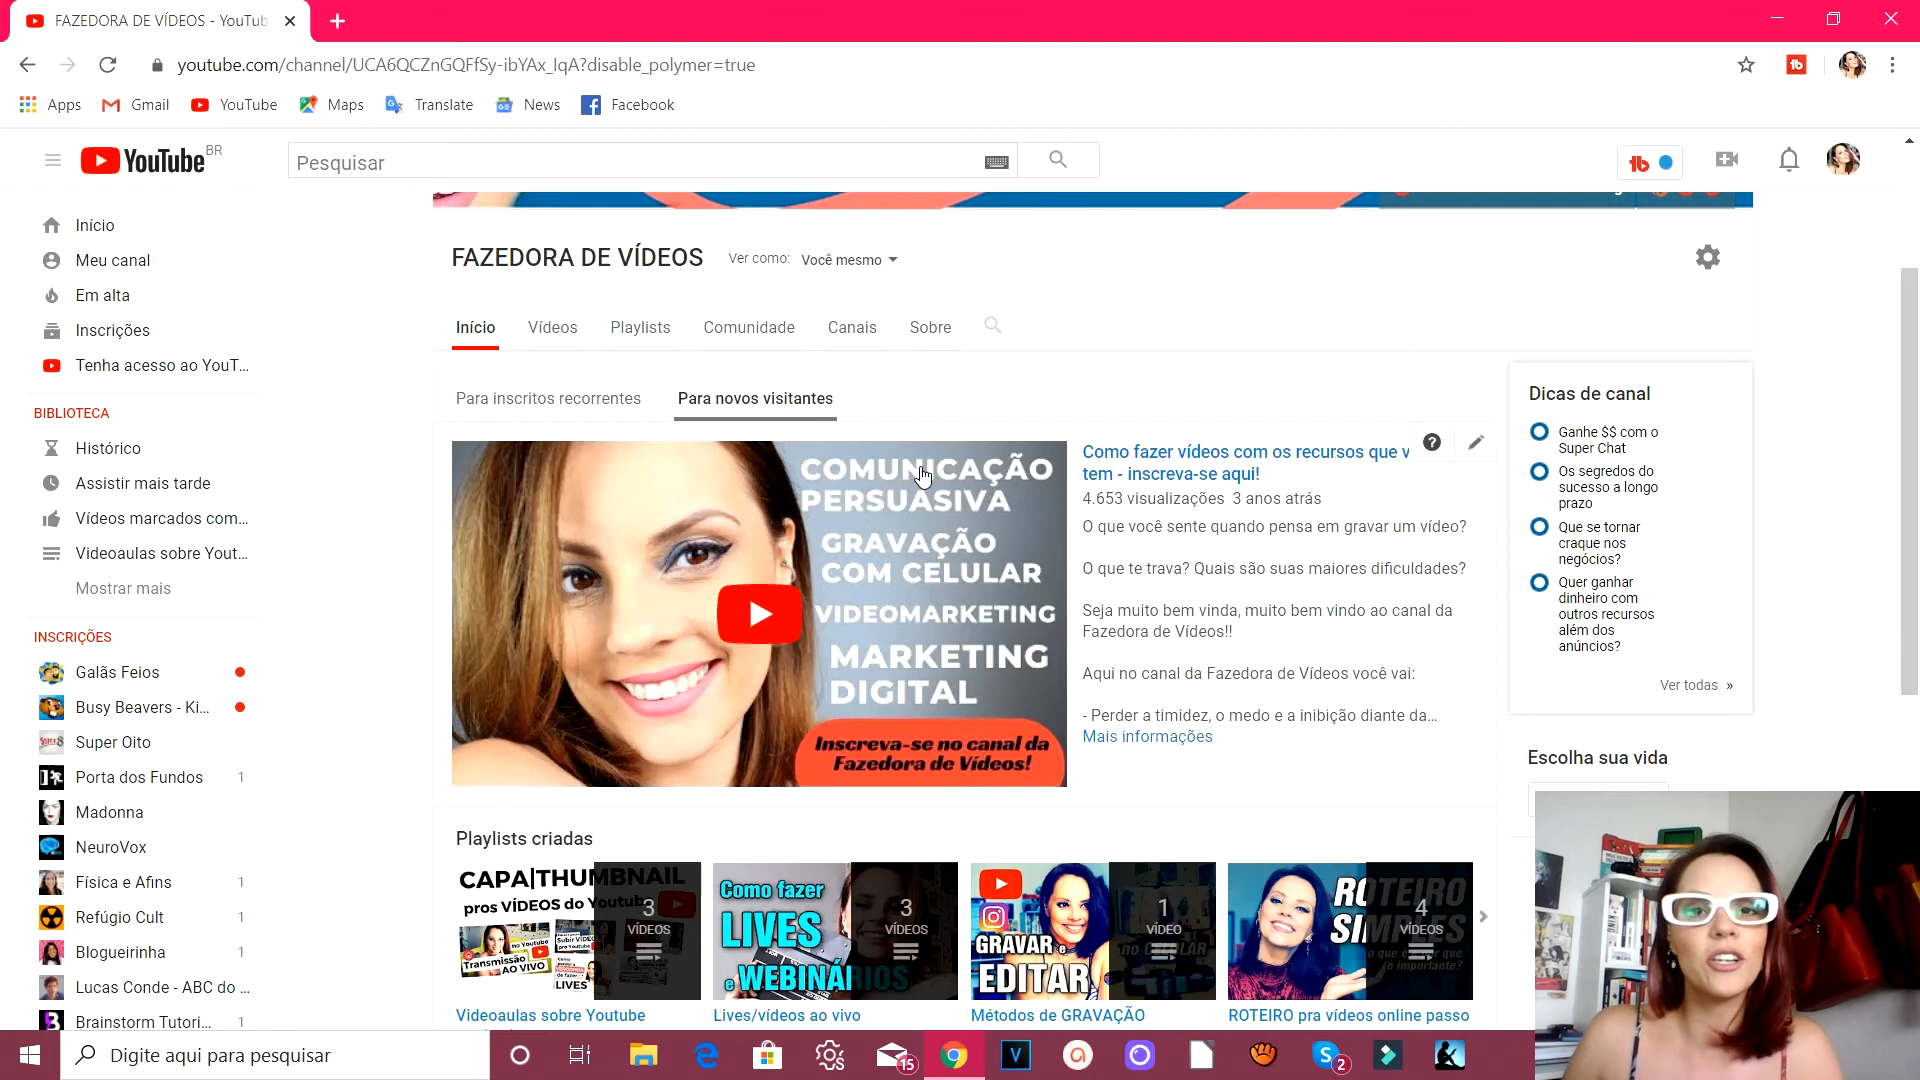 FAZEDORA DE VÍDEOS - YouTub
youtube.com/channel/UCA6QCZnGQFfSy-ibYAx_IqA?disable_polymer=true
Apps
Gmail
YouTube
Maps
Translate
News
Facebook
YouTube BR
Pesquisar
Início
Meu canal
Em alta
Inscrições
Tenha acesso ao YouT...
BIBLIOTECA
Histórico
Assistir mais tarde
Vídeos marcados com...
Videoaulas sobre Yout...
Mostrar mais
INSCRIÇÕES
Galãs Feios
Busy Beavers - Ki...
Super Oito
Porta dos Fundos 1
Madonna
NeuroVox
Física e Afins 1
Refúgio Cult 1
Blogueirinha 1
Lucas Conde - ABC do ...
Brainstorm Tutori... 1
FAZEDORA DE VÍDEOS
Ver como: Você mesmo
Início
Vídeos
Playlists
Comunidade
Canais
Sobre
Para inscritos recorrentes
Para novos visitantes
COMUNICAÇÃO
PERSUASIVA
GRAVAÇÃO
COM CELULAR
VIDEOMARKETING
MARKETING
DIGITAL
Inscreva-se no canal da
Fazedora de Vídeos!
Como fazer vídeos com os recursos que v
tem - inscreva-se aqui!
4.653 visualizações 3 anos atrás
O que você sente quando pensa em gravar um vídeo?
O que te trava? Quais são suas maiores dificuldades?
Seja muito bem vinda, muito bem vindo ao canal da
Fazedora de Vídeos!!
Aqui no canal da Fazedora de Vídeos você vai:
- Perder a timidez, o medo e a inibição diante da...
Mais informações
Dicas de canal
Ganhe $$ com o
Super Chat
Os segredos do
sucesso a longo
prazo
Que se tornar
craque nos
negócios?
Quer ganhar
dinheiro com
outros recursos
além dos
anúncios?
Ver todas »
Escolha sua vida
Playlists criadas
CAPA|THUMBNAIL
pros VÍDEOS do Youtube
no Youtube
Transmissão
AO VIVO
LIVES
3
VÍDEOS
Videoaulas sobre Youtube
Como fazer
LIVES
e WEBINÁRIOS
3
VÍDEOS
Lives/vídeos ao vivo
GRAVAR e
EDITAR
no CELULAR
1
VÍDEO
Métodos de GRAVAÇÃO
ROTEIRO
SIMPLES
4
VÍDEOS
ROTEIRO pra vídeos online passo
Digite aqui para pesquisar
15
2